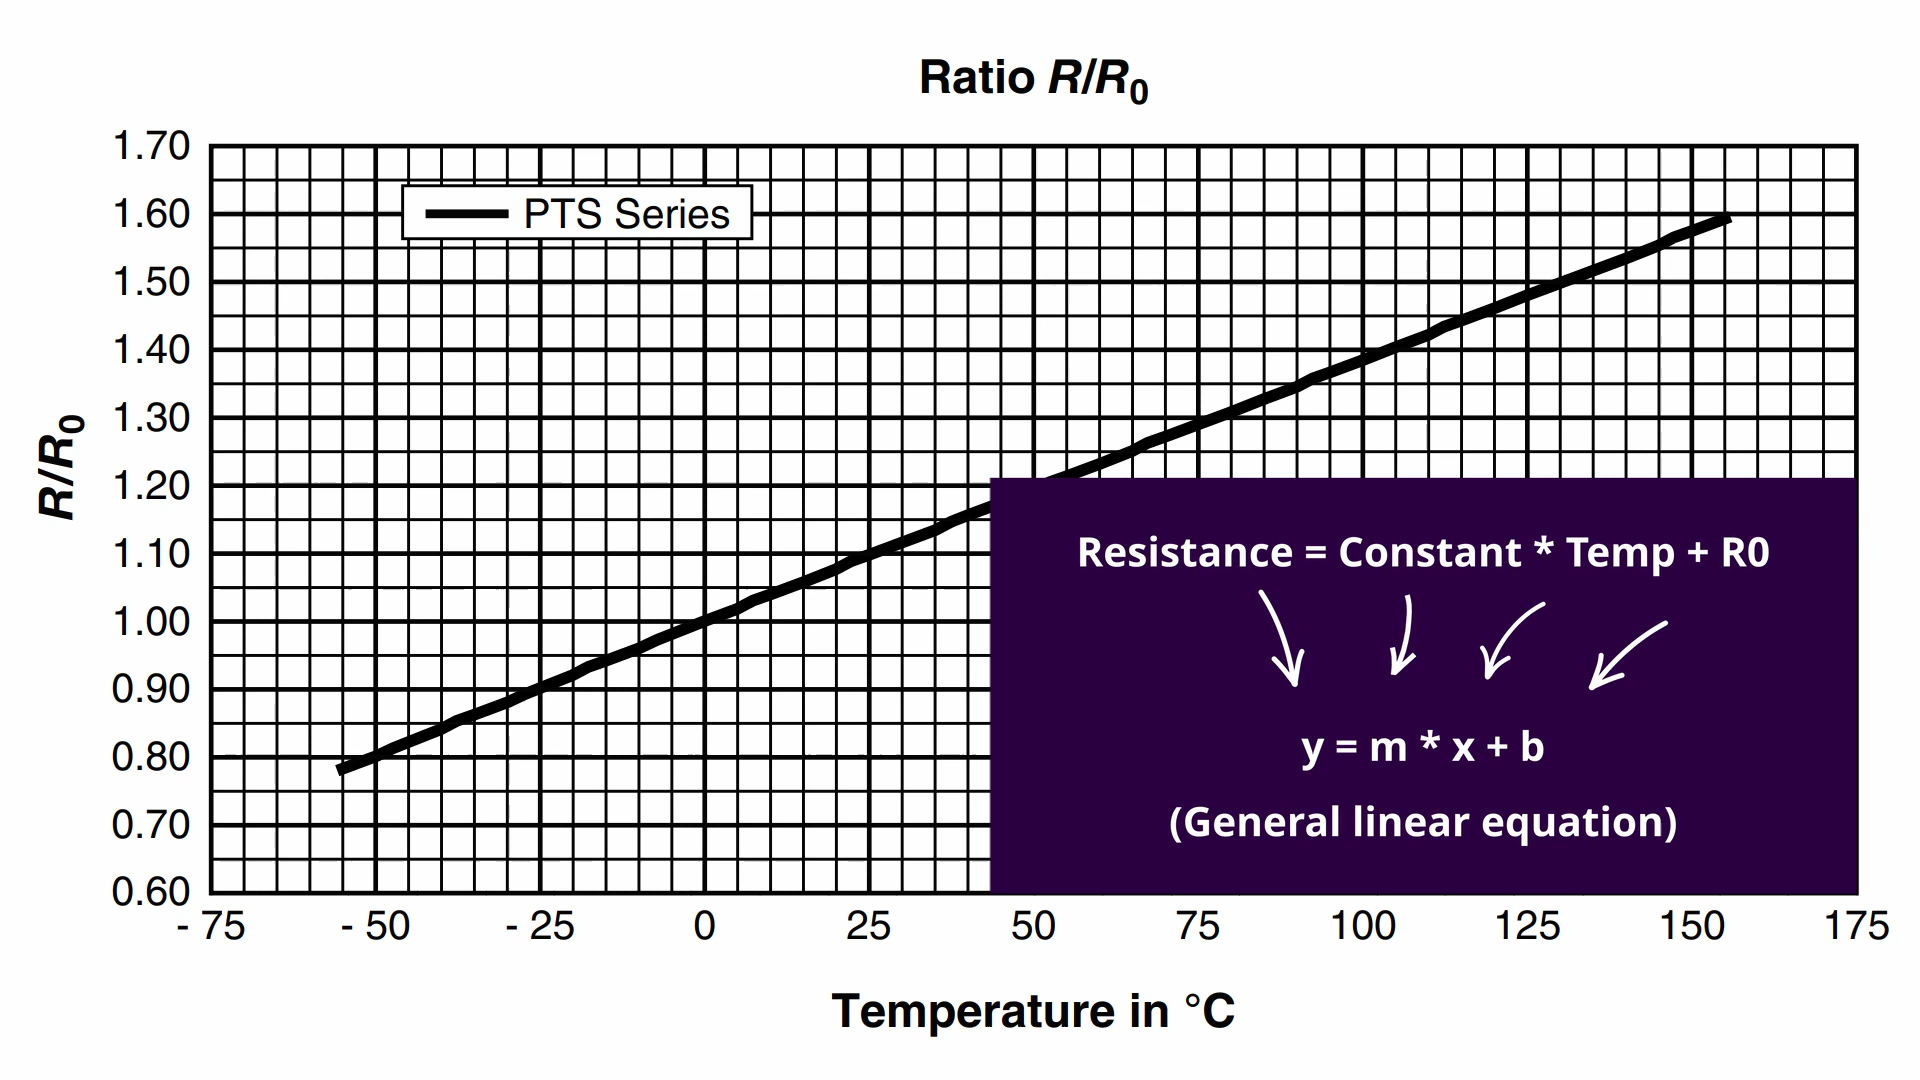 Ratio R/R0
1.70
1.60
1.50
1.40
1.30
1.20
1.10
1.00
0.90
0.80
0.70
0.60
R/R0
PTS Series
Resistance = Constant * Temp + R0
y = m * x + b
(General linear equation)
- 75 - 50 - 25 0 25 50 75 100 125 150 175
Temperature in °C